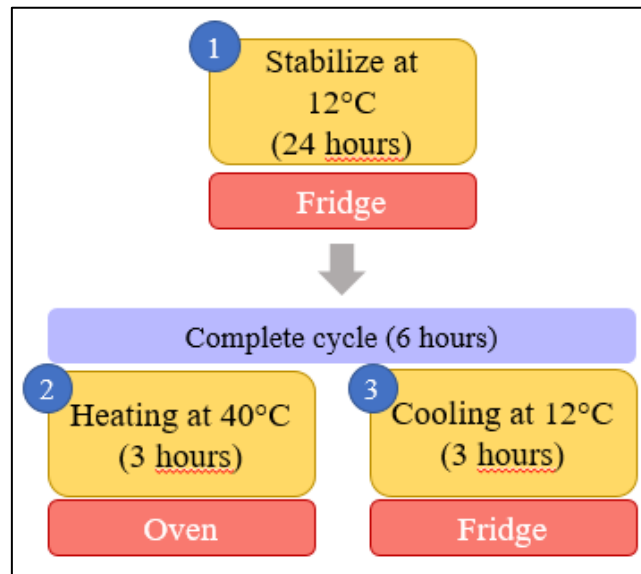 1
Stabilize at
12°C
(24 hours)
Fridge
Complete cycle (6 hours)
2
Heating at 40°C
(3 hours)
Oven
3
Cooling at 12°C
(3 hours)
Fridge